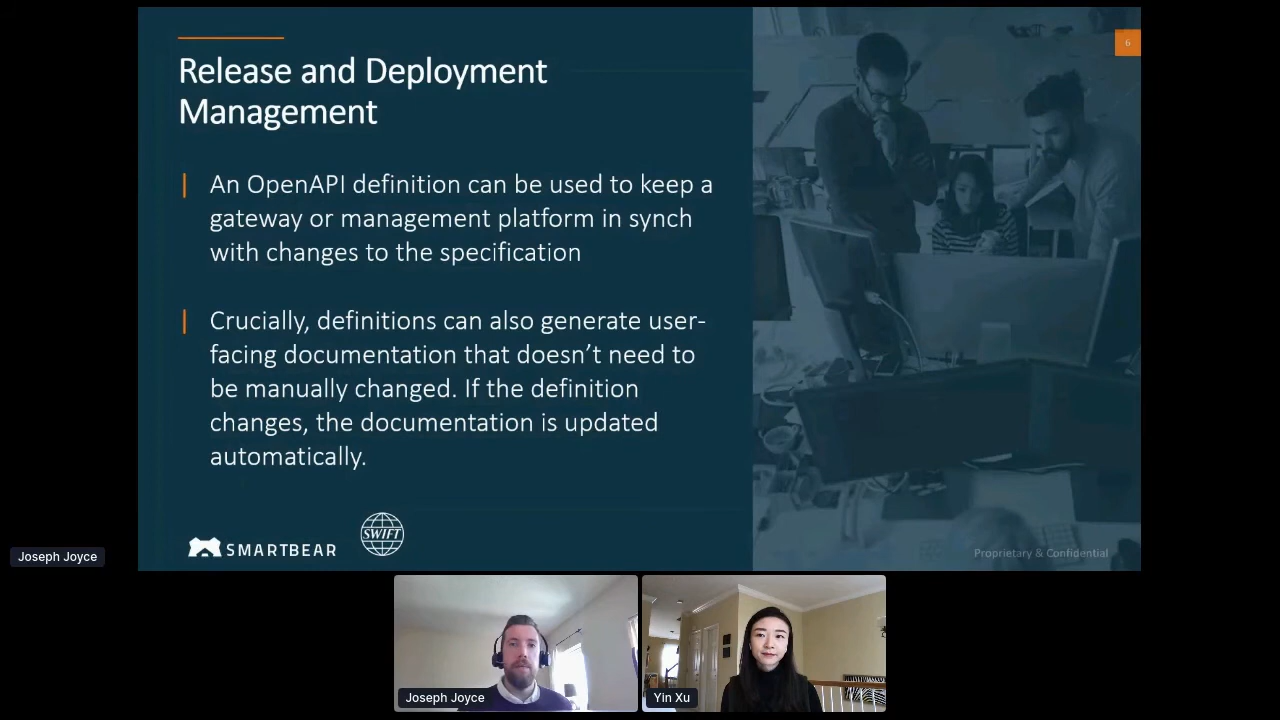 6
Release and Deployment
Management
An OpenAPI definition can be used to keep a
gateway or management platform in synch
with changes to the specification
Crucially, definitions can also generate user-
facing documentation that doesn't need to
be manually changed. If the definition
changes, the documentation is updated
automatically.
SMARTBEAR
SWIFT
Proprietary & Confidential
Joseph Joyce
Joseph Joyce
Yin Xu